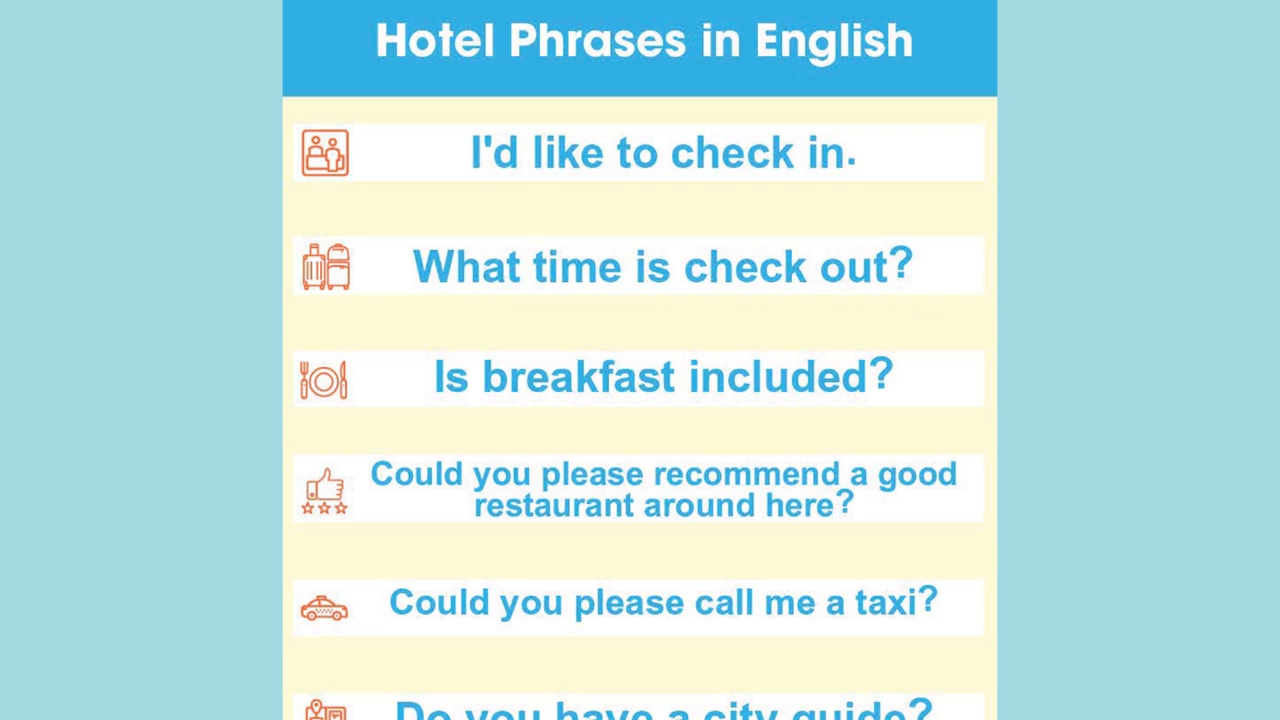 Hotel Phrases in English
I'd like to check in.
What time is check out?
Is breakfast included?
Could you please recommend a good
restaurant around here?
Could you please call me a taxi?
Do you have a city guide?